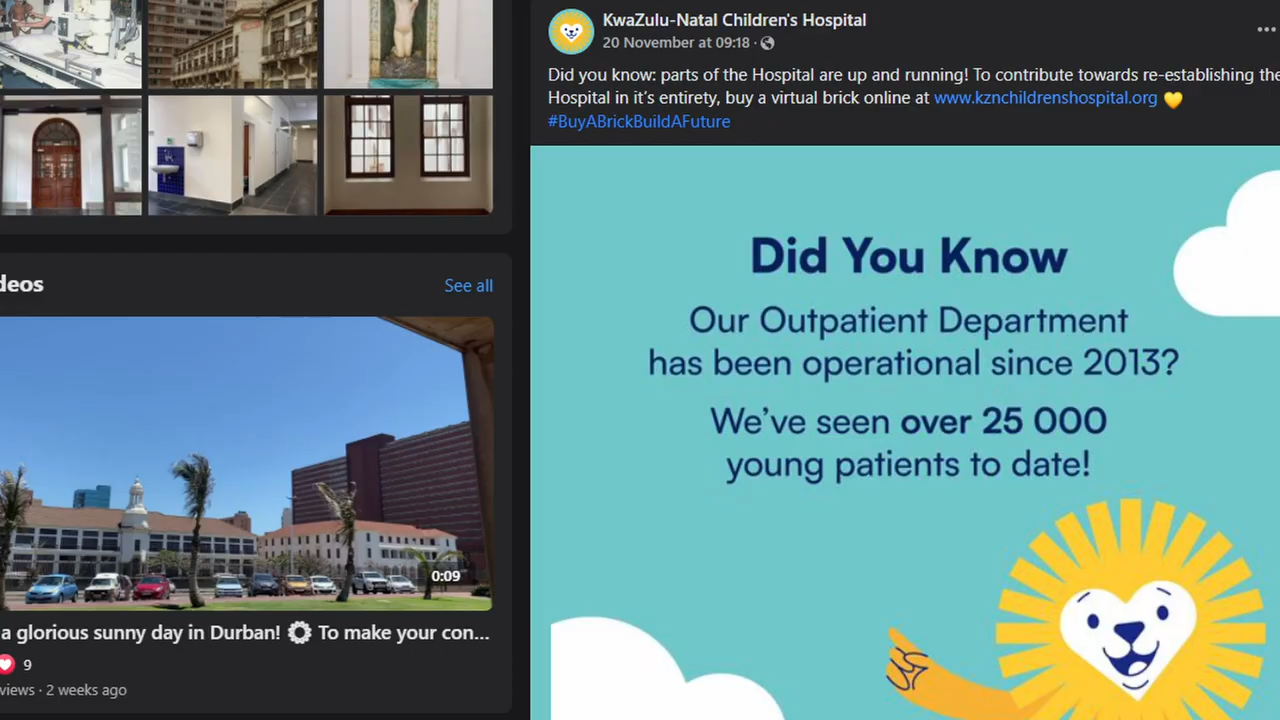 KwaZulu-Natal Children's Hospital
20 November at 09:18
Did you know: parts of the Hospital are up and running! To contribute towards re-establishing the
Hospital in it's entirety, buy a virtual brick online at www.kznchildrenshospital.org 💛
#BuyABrickBuildAFuture
Did You Know
Our Outpatient Department
has been operational since 2013?
We've seen over 25 000
young patients to date!
deos
See all
0:09
a glorious sunny day in Durban! To make your con...
9
views · 2 weeks ago